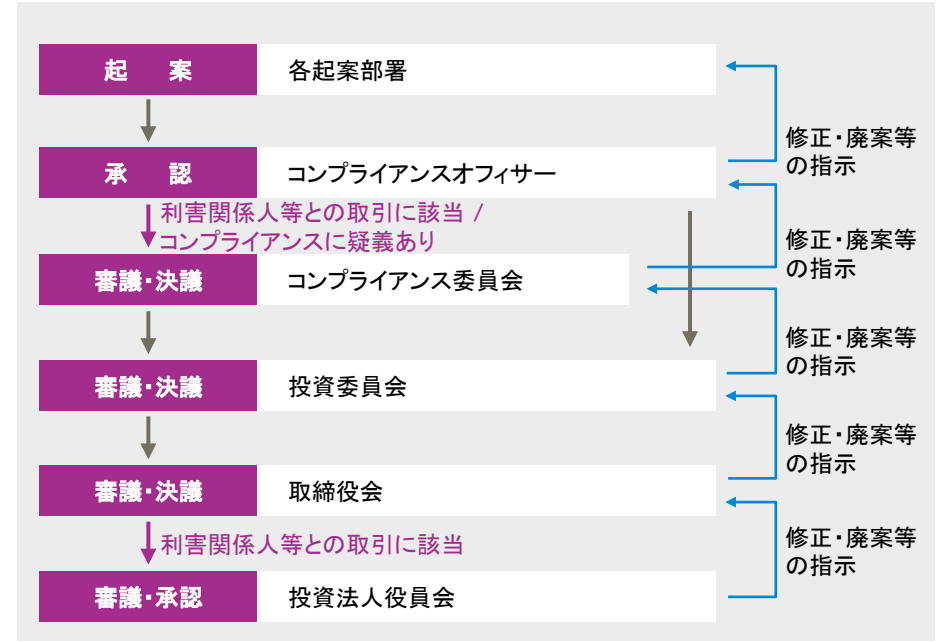 起　案
各起案部署
修正・廃案等
の指示
承　認
コンプライアンスオフィサー
利害関係人等との取引に該当 /
コンプライアンスに疑義あり
修正・廃案等
の指示
審議・決議
コンプライアンス委員会
修正・廃案等
の指示
審議・決議
投資委員会
修正・廃案等
の指示
審議・決議
取締役会
利害関係人等との取引に該当
修正・廃案等
の指示
審議・承認
投資法人役員会